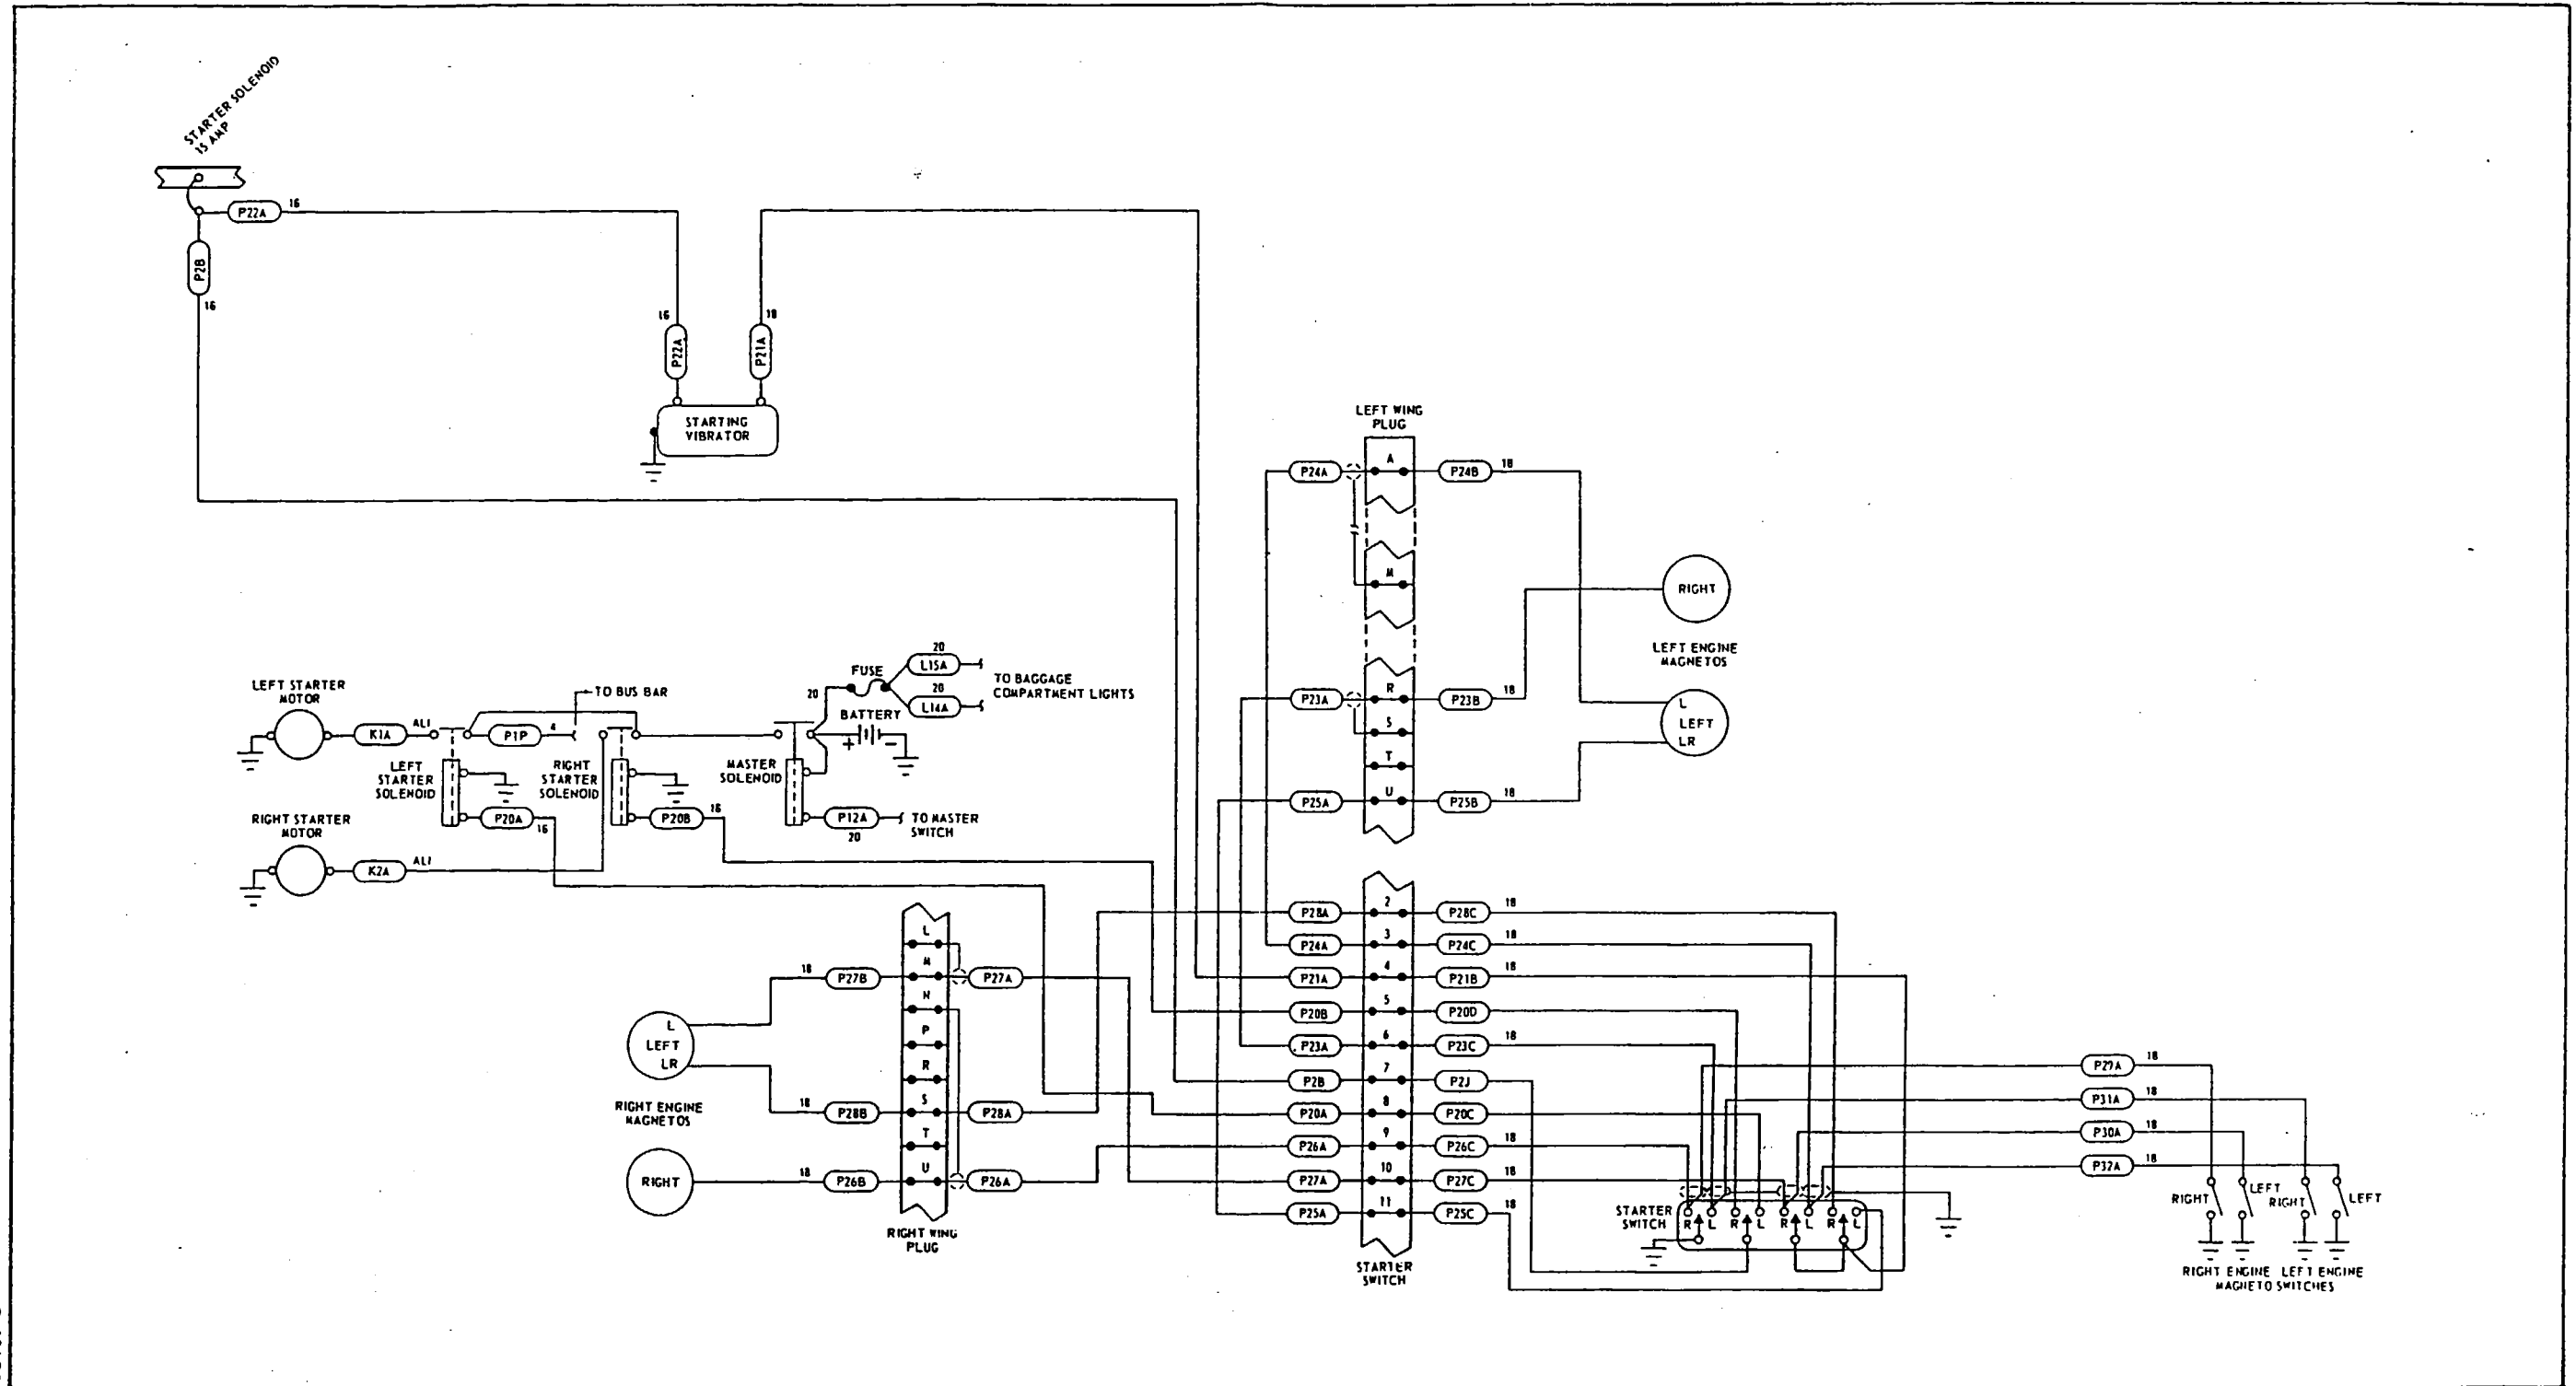 STARTER SOLENOID
15 AMP
P22A
16
P2B
16
16
18
P22A
P21A
STARTING
VIBRATOR
LEFT WING
PLUG
P24A
A
P24B
18
M
RIGHT
LEFT ENGINE
MAGNETOS
P23A
R
P23B
18
S
T
L
LEFT
LR
P25A
U
P25B
18
20
L15A
FUSE
20
20
L14A
TO BAGGAGE
COMPARTMENT LIGHTS
LEFT STARTER
MOTOR
TO BUS BAR
BATTERY
+
-
K1A
AL1
P1P
4
LEFT
STARTER
SOLENOID
RIGHT
STARTER
SOLENOID
MASTER
SOLENOID
P20A
16
P20B
16
P12A
20
TO MASTER
SWITCH
RIGHT STARTER
MOTOR
K2A
AL1
L
18
P27B
M
P27A
N
P
R
L
LEFT
LR
RIGHT ENGINE
MAGNETOS
18
P28B
S
P28A
T
RIGHT
18
P26B
U
P26A
RIGHT WING
PLUG
P28A
2
P28C
18
P24A
3
P24C
18
P21A
4
P21B
18
P20B
5
P20D
P23A
6
P23C
18
P2B
7
P2J
P20A
8
P20C
P26A
9
P26C
18
P27A
10
P27C
18
P25A
11
P25C
18
STARTER
SWITCH
STARTER
SWITCH
R L R L R L R L
P29A
18
P31A
18
P30A
18
P32A
18
RIGHT
LEFT
RIGHT
LEFT
RIGHT ENGINE LEFT ENGINE
MAGNETO SWITCHES